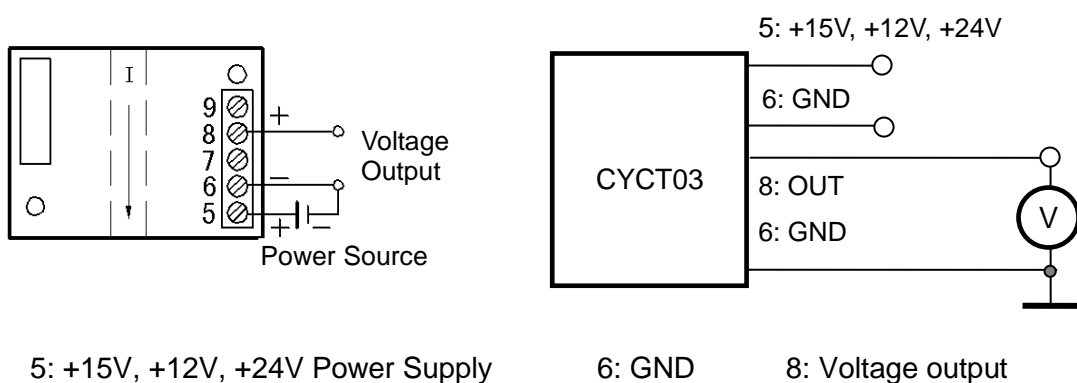 I
9
8
7
6
5
+
−
+
−
Voltage
Output
Power Source
5: +15V, +12V, +24V
6: GND
CYCT03
8: OUT
6: GND
V
5: +15V, +12V, +24V Power Supply 6: GND 8: Voltage output